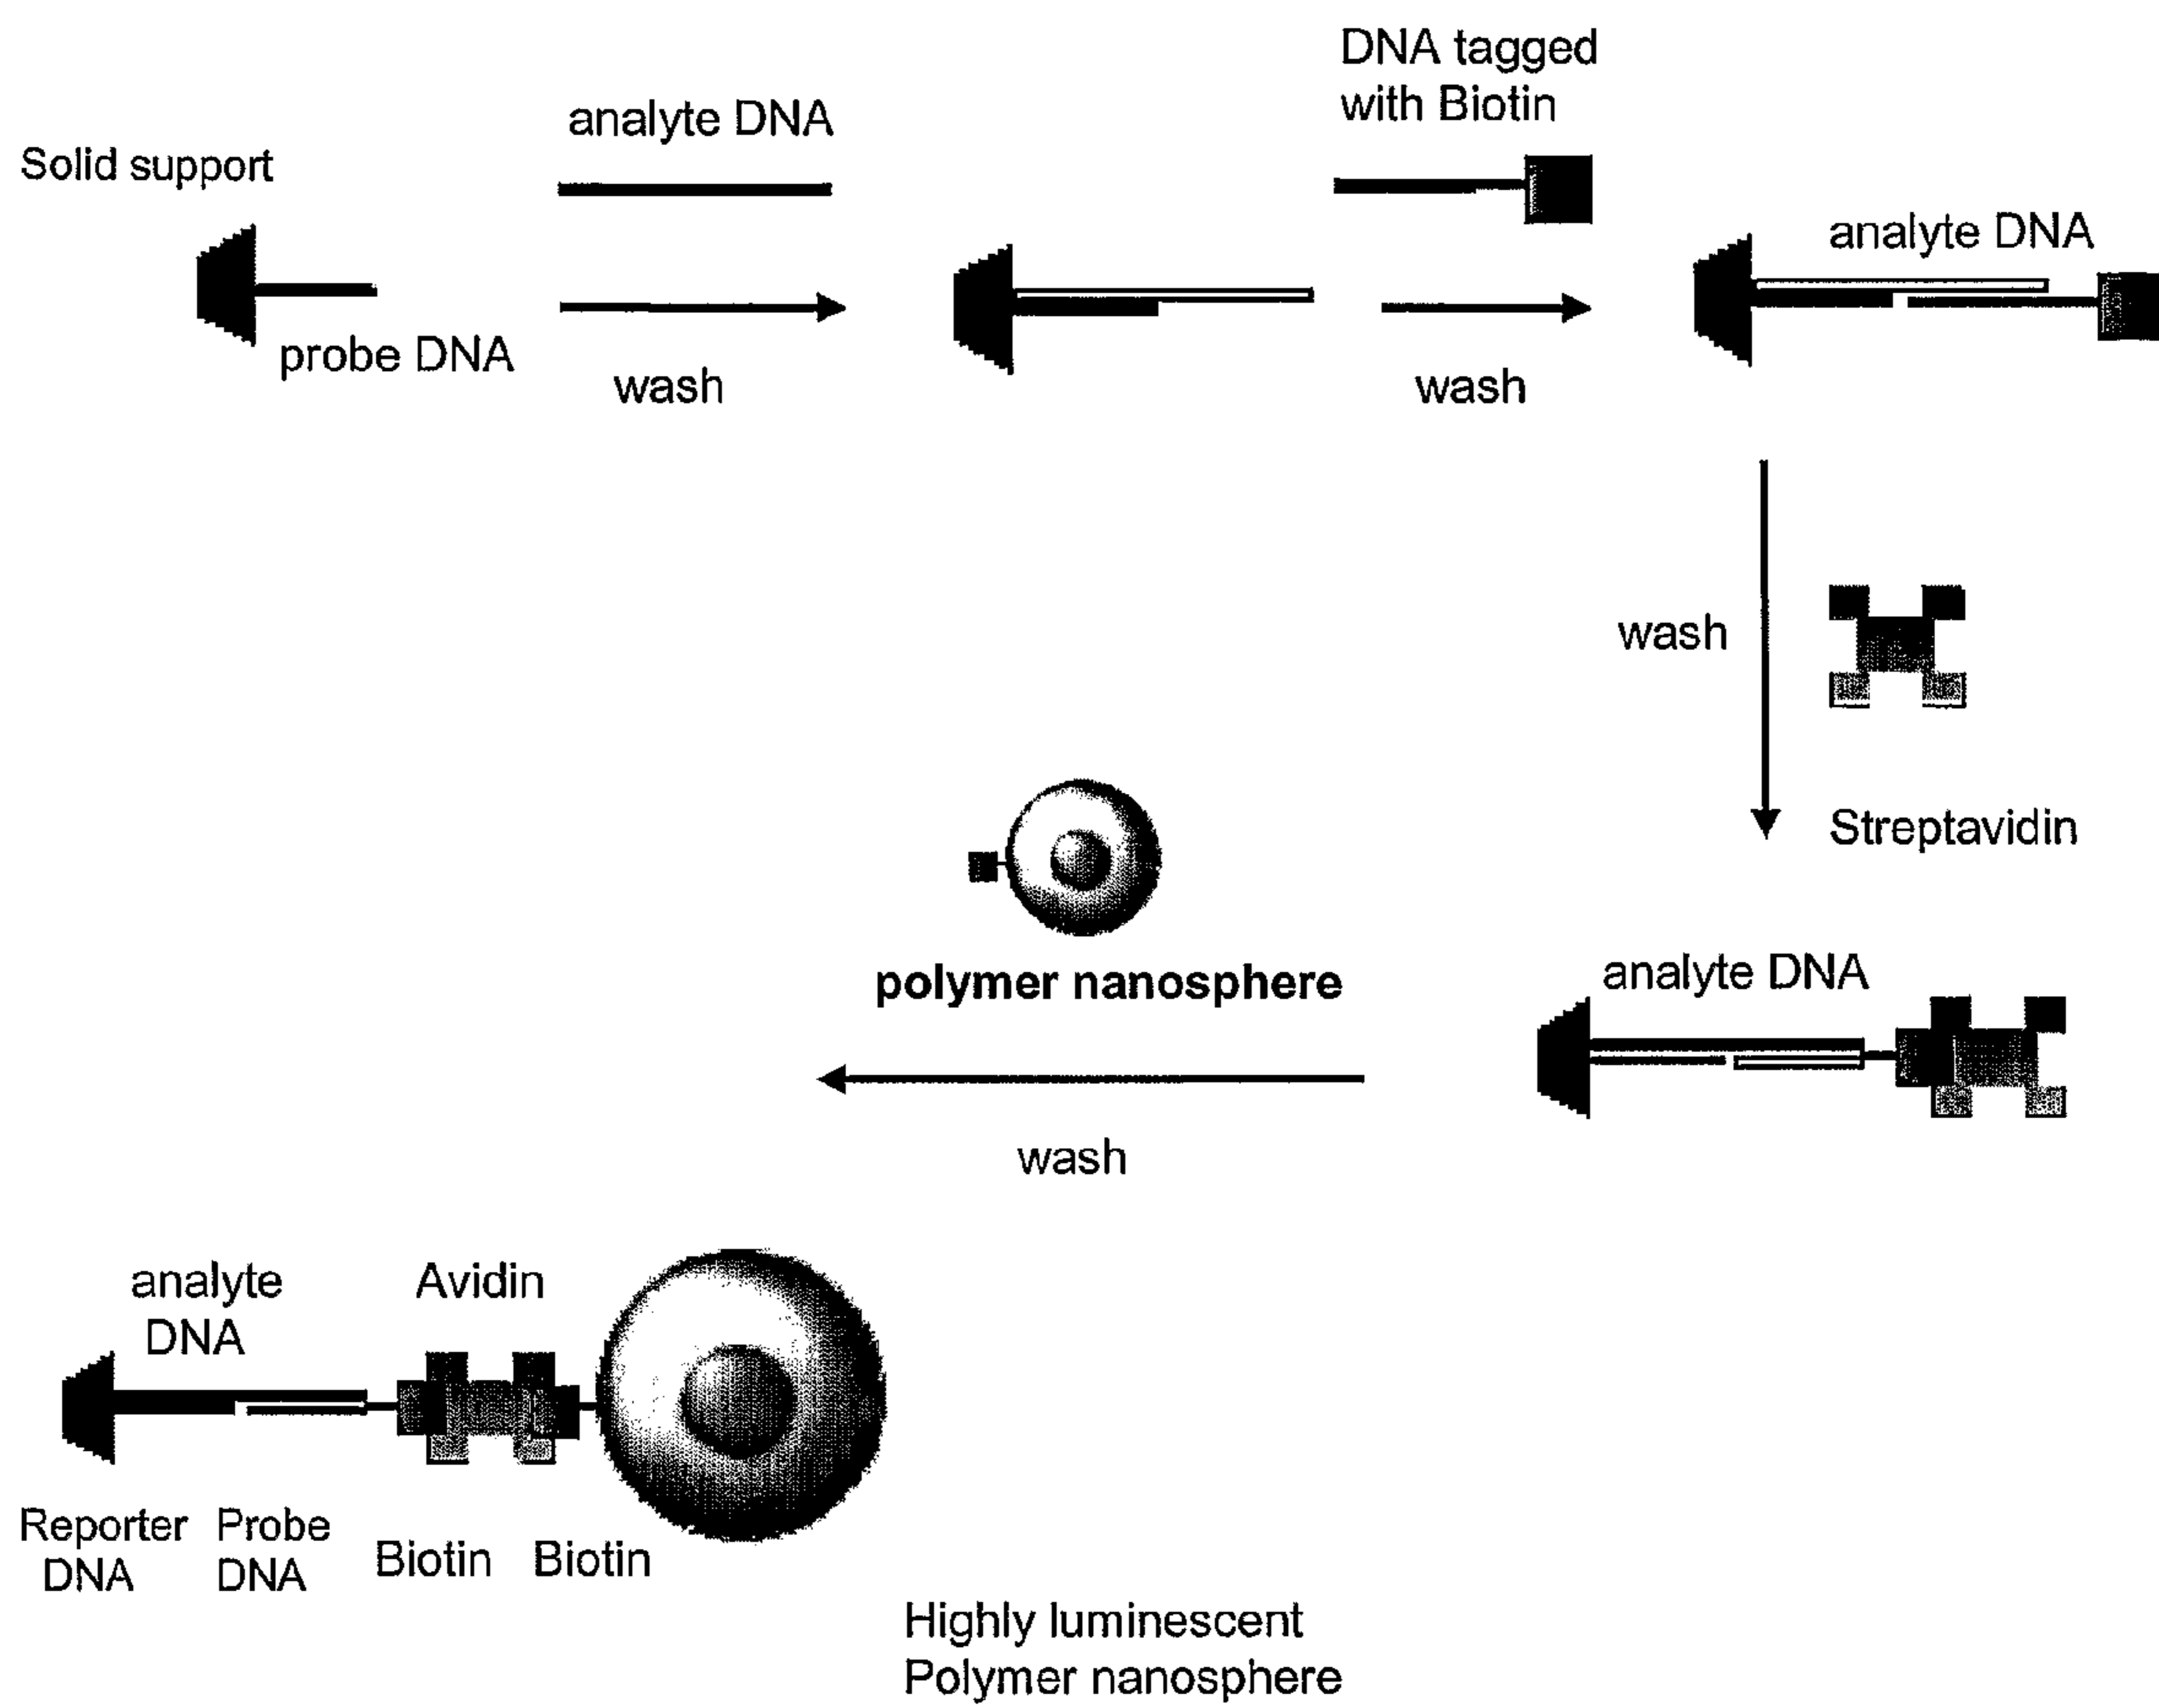 DNA tagged
with Biotin
analyte DNA
Solid support
analyte DNA
probe DNA
wash
wash
wash
Streptavidin
polymer nanosphere
analyte DNA
wash
analyte
DNA
Avidin
Reporter
DNA
Probe
DNA
Biotin
Biotin
Highly luminescent
Polymer nanosphere